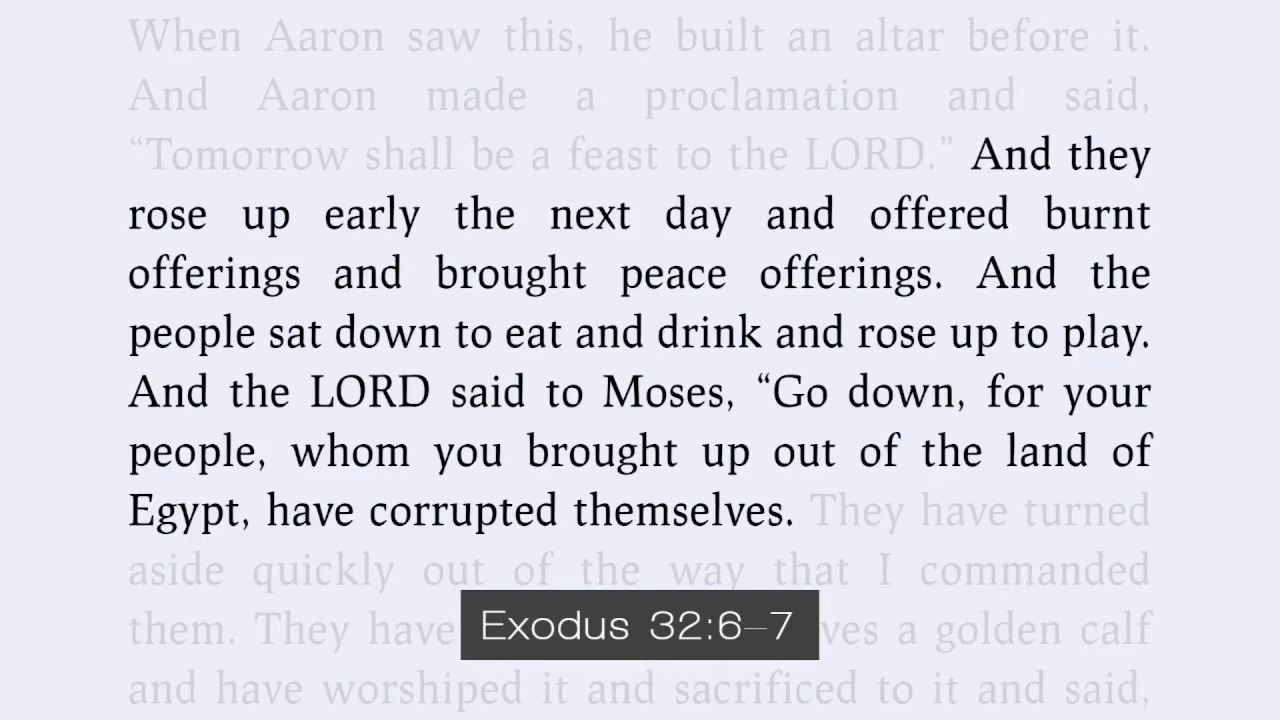 When Aaron saw this, he built an altar before it.
And Aaron made a proclamation and said,
“Tomorrow shall be a feast to the LORD.” And they
rose up early the next day and offered burnt
offerings and brought peace offerings. And the
people sat down to eat and drink and rose up to play.
And the LORD said to Moses, “Go down, for your
people, whom you brought up out of the land of
Egypt, have corrupted themselves. They have turned
aside quickly out of the way that I commanded
them. They have ves a golden calf
Exodus 32:6–7
and have worshiped it and sacrificed to it and said,